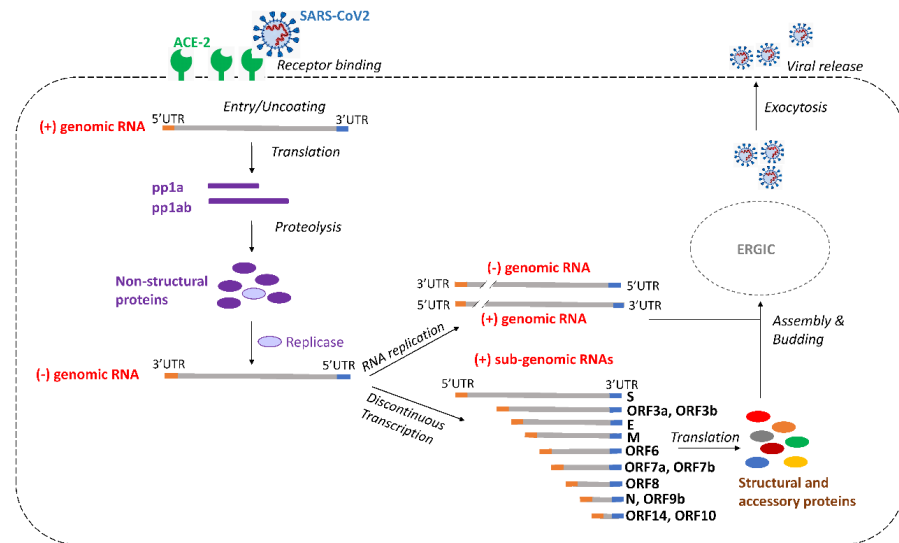 SARS-CoV2
ACE-2
Receptor binding
Viral release
Entry/Uncoating
Exocytosis
5'UTR
3'UTR
(+) genomic RNA
Translation
pp1a
pp1ab
Proteolysis
ERGIC
Non-structural
proteins
(-) genomic RNA
3'UTR
5'UTR
5'UTR
3'UTR
(+) genomic RNA
Replicase
RNA replication
Assembly &
Budding
3'UTR
5'UTR
(-) genomic RNA
(+) sub-genomic RNAs
5'UTR
3'UTR
Discontinuous
Transcription
S
ORF3a, ORF3b
E
M
ORF6
ORF7a, ORF7b
ORF8
N, ORF9b
ORF14, ORF10
Translation
Structural and
accessory proteins